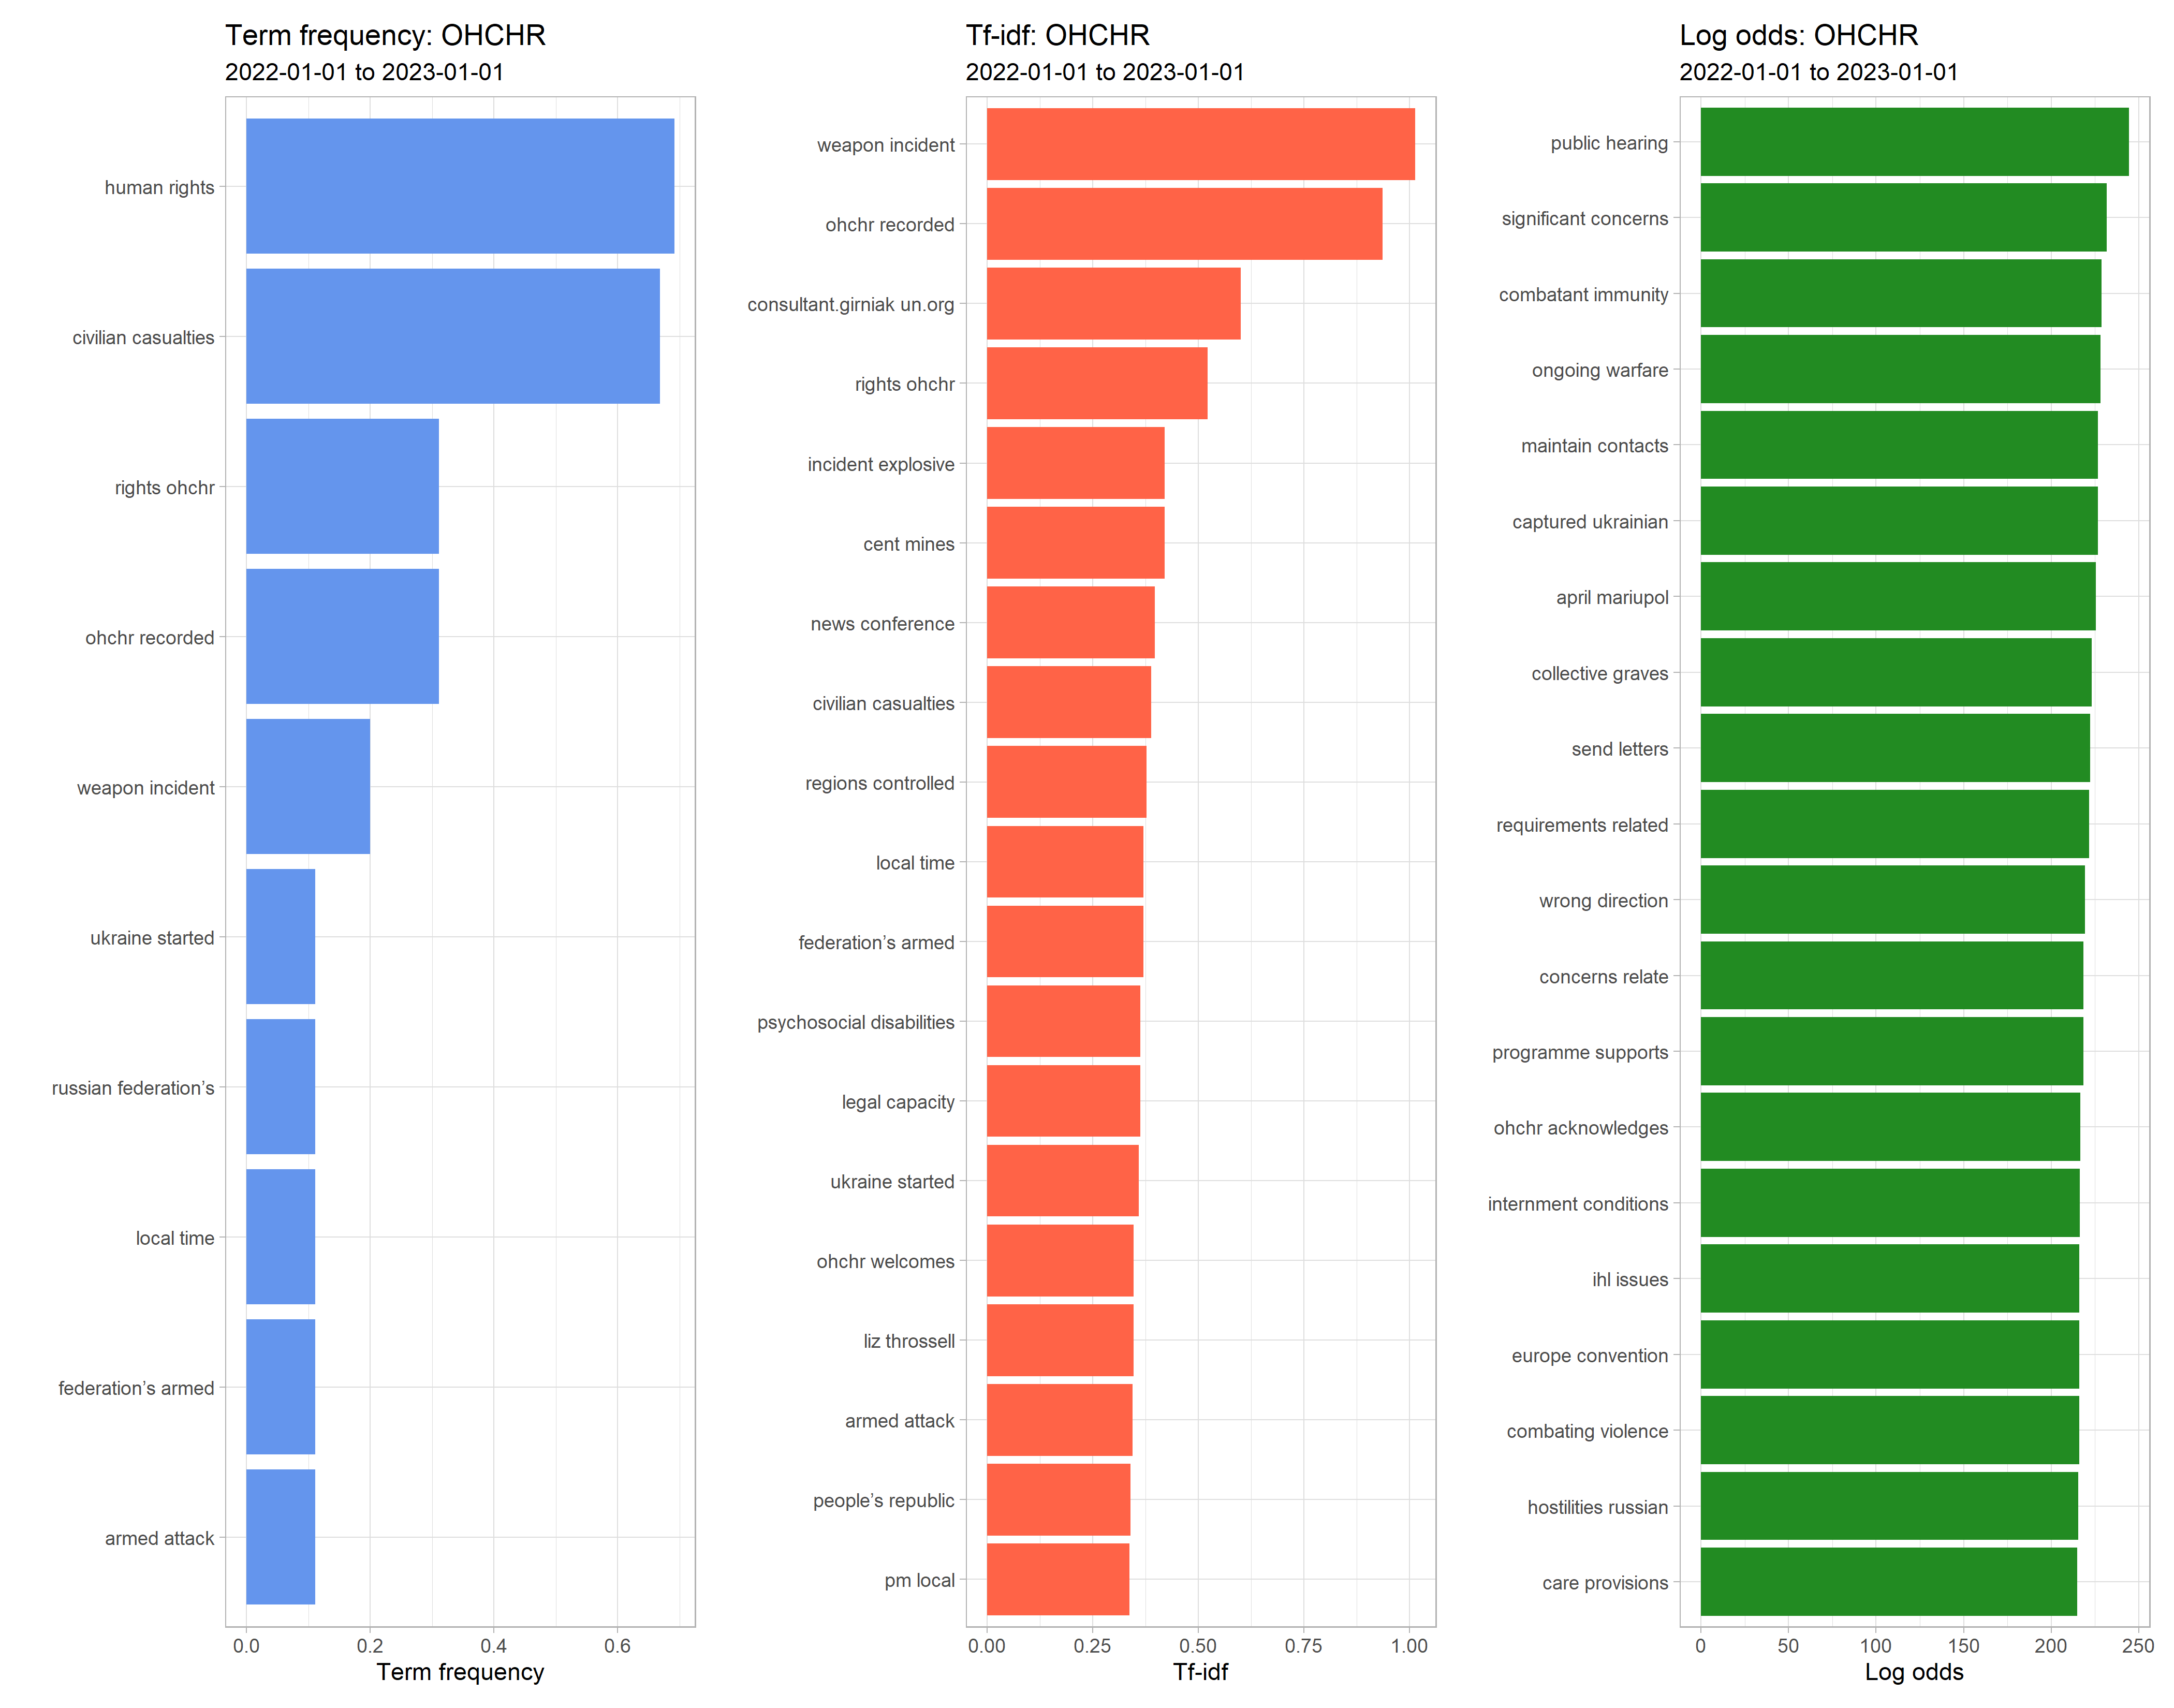 Term frequency: OHCHR
2022-01-01 to 2023-01-01
human rights
civilian casualties
rights ohchr
ohchr recorded
weapon incident
ukraine started
russian federation’s
local time
federation’s armed
armed attack
0.0 0.2 0.4 0.6
Term frequency
Tf-idf: OHCHR
2022-01-01 to 2023-01-01
weapon incident
ohchr recorded
consultant.girniak un.org
rights ohchr
incident explosive
cent mines
news conference
civilian casualties
regions controlled
local time
federation’s armed
psychosocial disabilities
legal capacity
ukraine started
ohchr welcomes
liz throssell
armed attack
people’s republic
pm local
0.00 0.25 0.50 0.75 1.00
Tf-idf
Log odds: OHCHR
2022-01-01 to 2023-01-01
public hearing
significant concerns
combatant immunity
ongoing warfare
maintain contacts
captured ukrainian
april mariupol
collective graves
send letters
requirements related
wrong direction
concerns relate
programme supports
ohchr acknowledges
internment conditions
ihl issues
europe convention
combating violence
hostilities russian
care provisions
0 50 100 150 200 250
Log odds